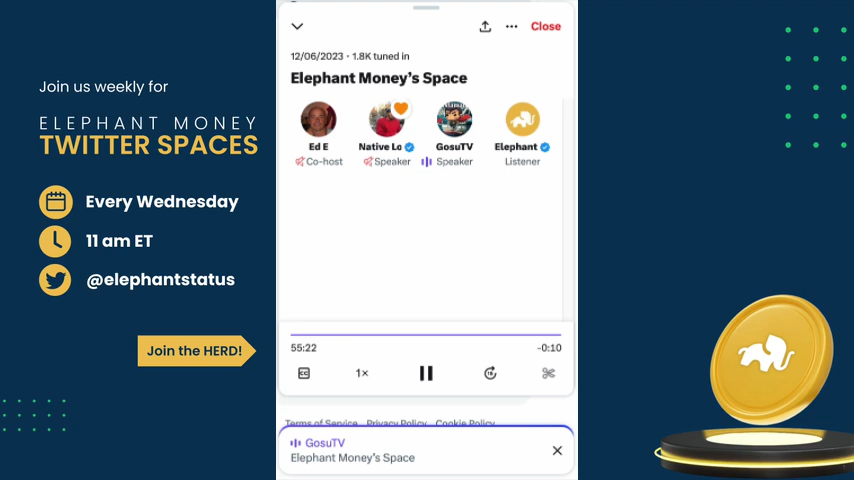 Join us weekly for
ELEPHANT MONEY
TWITTER SPACES
Every Wednesday
11 am ET
@elephantstatus
Join the HERD!
Close
12/06/2023 · 1.8K tuned in
Elephant Money's Space
Ed E
Co-host
Native Lo
Speaker
GosuTV
Speaker
Elephant
Listener
55:22
-0:10
CC
1×
15
Terms of Service Privacy Policy Cookie Policy
GosuTV
Elephant Money's Space